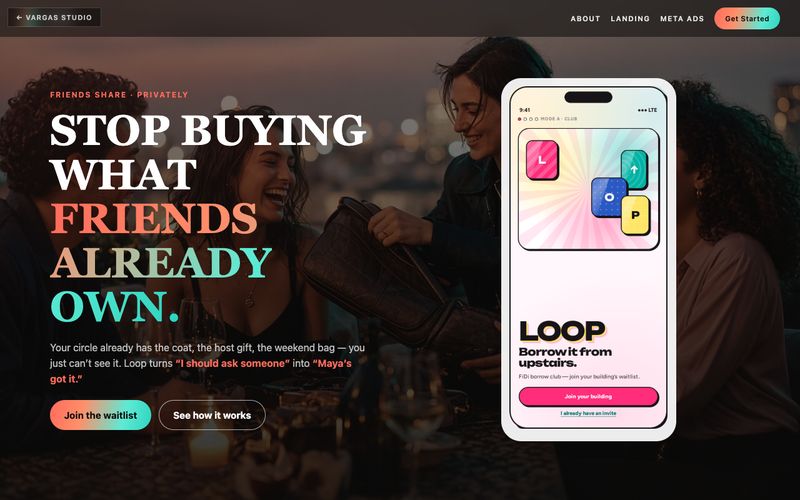 ← VARGAS STUDIO
ABOUT
LANDING
META ADS
Get Started
FRIENDS SHARE · PRIVATELY
STOP BUYING
WHAT
FRIENDS
ALREADY
OWN.
Your circle already has the coat, the host gift, the weekend bag — you
just can't see it. Loop turns “I should ask someone” into “Maya's
got it.”
Join the waitlist
See how it works
9:41
●●● LTE
MODE A · CLUB
L
↑
O
P
LOOP
Borrow it from
upstairs.
FiDi borrow club — join your building's waitlist.
Join your building
I already have an invite